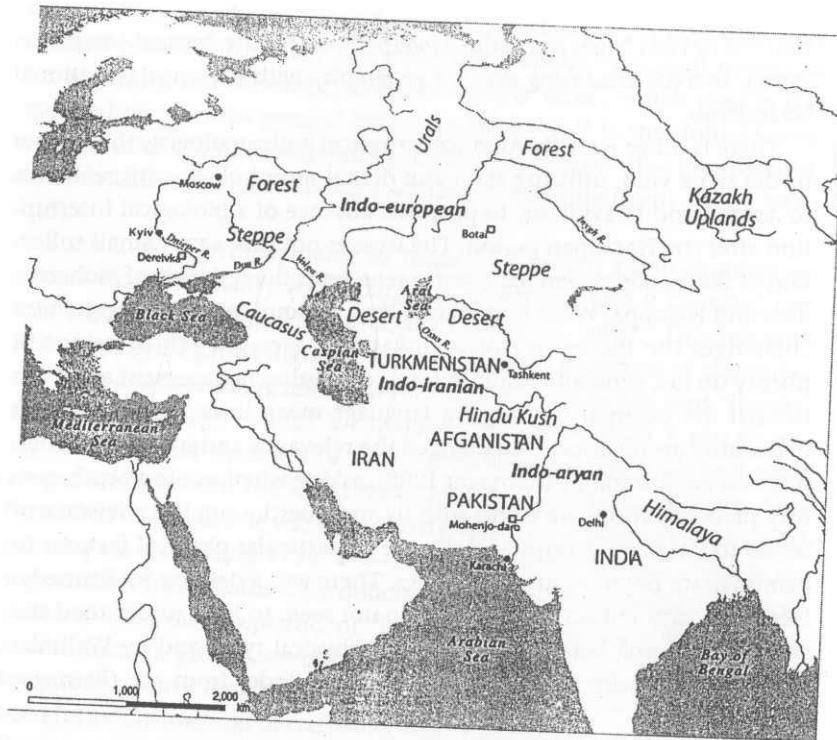 Urals
Forest
Moscow
Forest
Kazakh
Uplands
Indo-european
Botai
Kyiv
Steppe
Dereivka
Dnieper R.
Don R.
Volga R.
Steppe
Aral
Sea
Black Sea
Caucasus
Desert
Desert
Oxus R.
Caspian
Sea
TURKMENISTAN
Tashkent
Indo-Iranian
Mediterranean
Sea
Hindu Kush
AFGANISTAN
IRAN
Indo-aryan
PAKISTAN
Mohenjo-daro
Delhi
Himalaya
INDIA
Karachi
Arabian
Sea
Bay of
Bengal
0 1,000 2,000
km